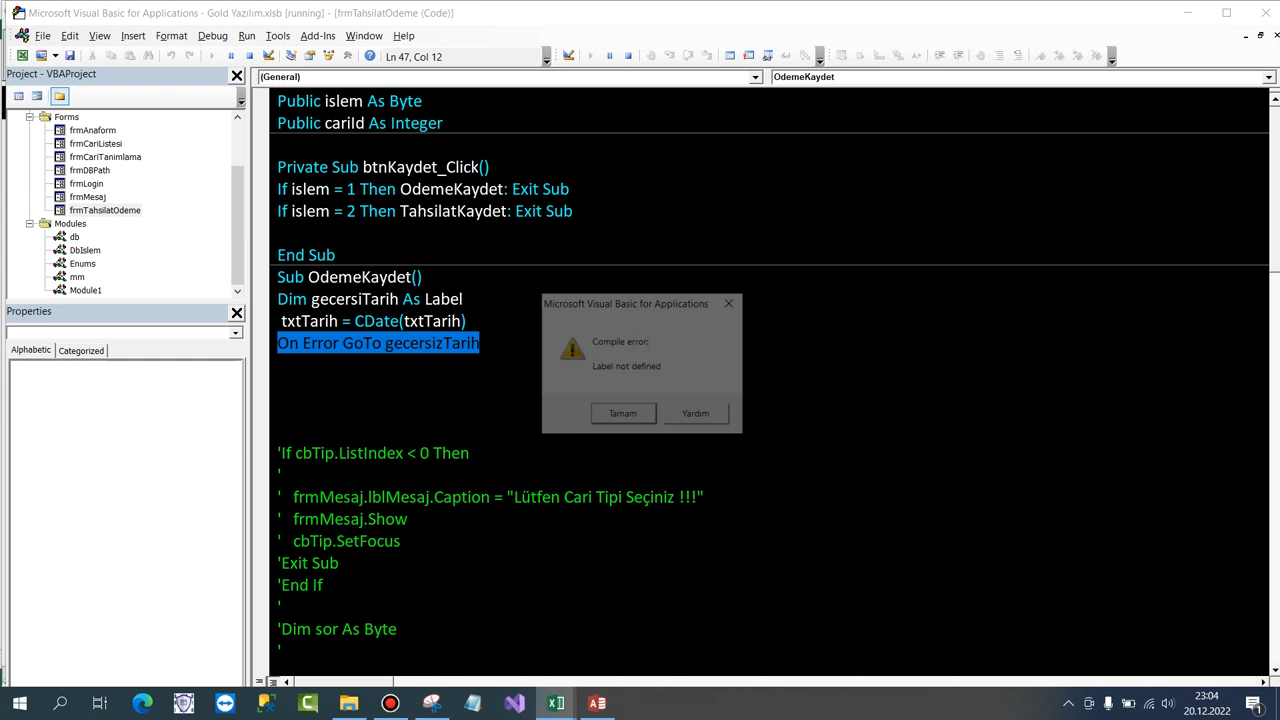 Microsoft Visual Basic for Applications - Gold Yazılım.xlsb [running] - [frmTahsilatOdeme (Code)]
File Edit View Insert Format Debug Run Tools Add-Ins Window Help
Ln 47, Col 12
Project - VBAProject
(General)
OdemeKaydet
Forms
frmAnaform
frmCariListesi
frmCariTanimlama
frmDBPath
frmLogin
frmMesaj
frmTahsilatOdeme
Modules
db
DbIslem
Enums
mm
Module1
Properties
Alphabetic Categorized
Public islem As Byte
Public cariId As Integer
Private Sub btnKaydet_Click()
If islem = 1 Then OdemeKaydet: Exit Sub
If islem = 2 Then TahsilatKaydet: Exit Sub
End Sub
Sub OdemeKaydet()
Dim gecersiTarih As Label
txtTarih = CDate(txtTarih)
On Error GoTo gecersizTarih
'If cbTip.ListIndex < 0 Then
'
' frmMesaj.lblMesaj.Caption = "Lütfen Cari Tipi Seçiniz !!!"
' frmMesaj.Show
' cbTip.SetFocus
'Exit Sub
'End If
'
'Dim sor As Byte
'
Microsoft Visual Basic for Applications
Compile error:
Label not defined
Tamam
Yardım
23:04
20.12.2022
1